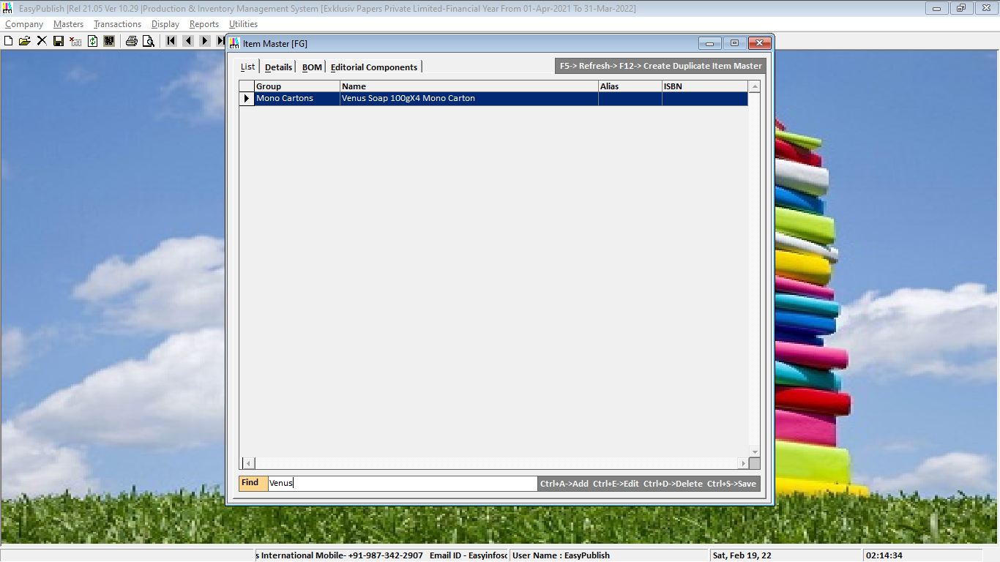 EasyPublish |Rel 21.05 Ver 10.29 |Production & Inventory Management System [Exklusiv Papers Private Limited-Financial Year From 01-Apr-2021 To 31-Mar-2022]
Company Masters Transactions Display Reports Utilities
Item Master [FG]
List Details BOM Editorial Components F5-> Refresh-> F12-> Create Duplicate Item Master
Group Name Alias ISBN
Mono Cartons Venus Soap 100gX4 Mono Carton
Find Venus Ctrl+A->Add Ctrl+E->Edit Ctrl+D->Delete Ctrl+S->Save
s International Mobile- +91-987-342-2907 Email ID - Easyinfoso User Name : EasyPublish Sat, Feb 19, 22 02:14:34